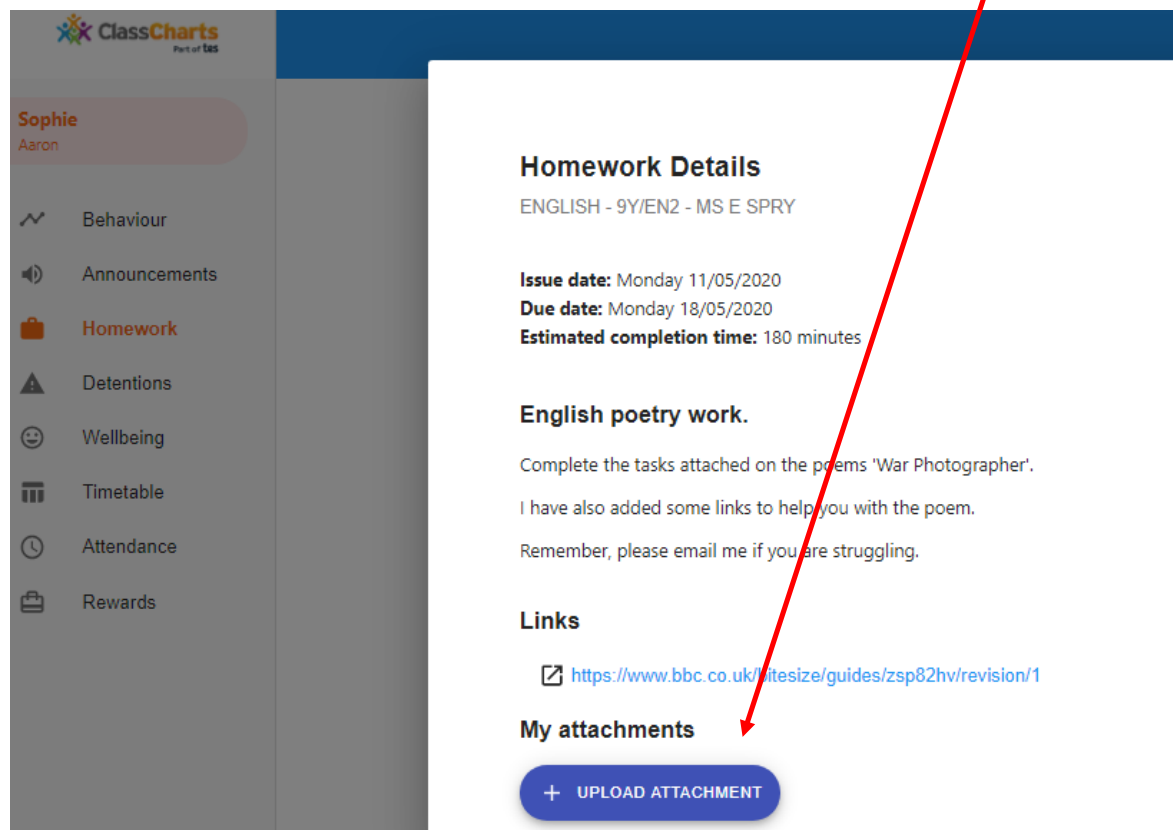 ClassCharts
Part of tes
Sophie
Aaron
Behaviour
Announcements
Homework
Detentions
Wellbeing
Timetable
Attendance
Rewards
Homework Details
ENGLISH - 9Y/EN2 - MS E SPRY
Issue date: Monday 11/05/2020
Due date: Monday 18/05/2020
Estimated completion time: 180 minutes
English poetry work.
Complete the tasks attached on the poems 'War Photographer'.
I have also added some links to help you with the poem.
Remember, please email me if you are struggling.
Links
https://www.bbc.co.uk/bitesize/guides/zsp82hv/revision/1
My attachments
+ UPLOAD ATTACHMENT